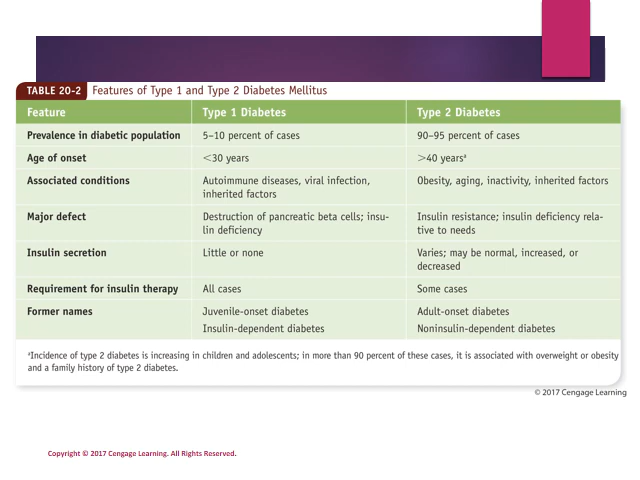 TABLE 20-2 Features of Type 1 and Type 2 Diabetes Mellitus
Feature Type 1 Diabetes Type 2 Diabetes
Prevalence in diabetic population 5–10 percent of cases 90–95 percent of cases
Age of onset <30 years >40 yearsª
Associated conditions Autoimmune diseases, viral infection, Obesity, aging, inactivity, inherited factors
inherited factors
Major defect Destruction of pancreatic beta cells; insu- Insulin resistance; insulin deficiency rela-
lin deficiency tive to needs
Insulin secretion Little or none Varies; may be normal, increased, or
decreased
Requirement for insulin therapy All cases Some cases
Former names Juvenile-onset diabetes Adult-onset diabetes
Insulin-dependent diabetes Noninsulin-dependent diabetes
ªIncidence of type 2 diabetes is increasing in children and adolescents; in more than 90 percent of these cases, it is associated with overweight or obesity
and a family history of type 2 diabetes.
© 2017 Cengage Learning
Copyright © 2017 Cengage Learning. All Rights Reserved.